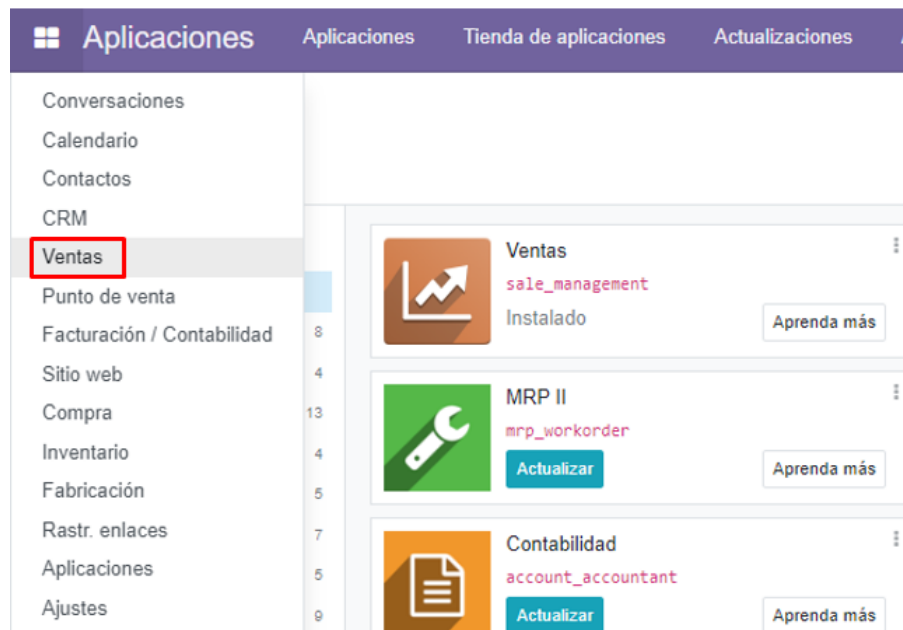 Aplicaciones
Aplicaciones
Tienda de aplicaciones
Actualizaciones
Conversaciones
Calendario
Contactos
CRM
Ventas
Punto de venta
Facturación / Contabilidad
Sitio web
Compra
Inventario
Fabricación
Rastr. enlaces
Aplicaciones
Ajustes
8
4
13
4
5
7
5
9
Ventas
sale_management
Instalado
Aprenda más
MRP II
mrp_workorder
Actualizar
Aprenda más
Contabilidad
account_accountant
Actualizar
Aprenda más